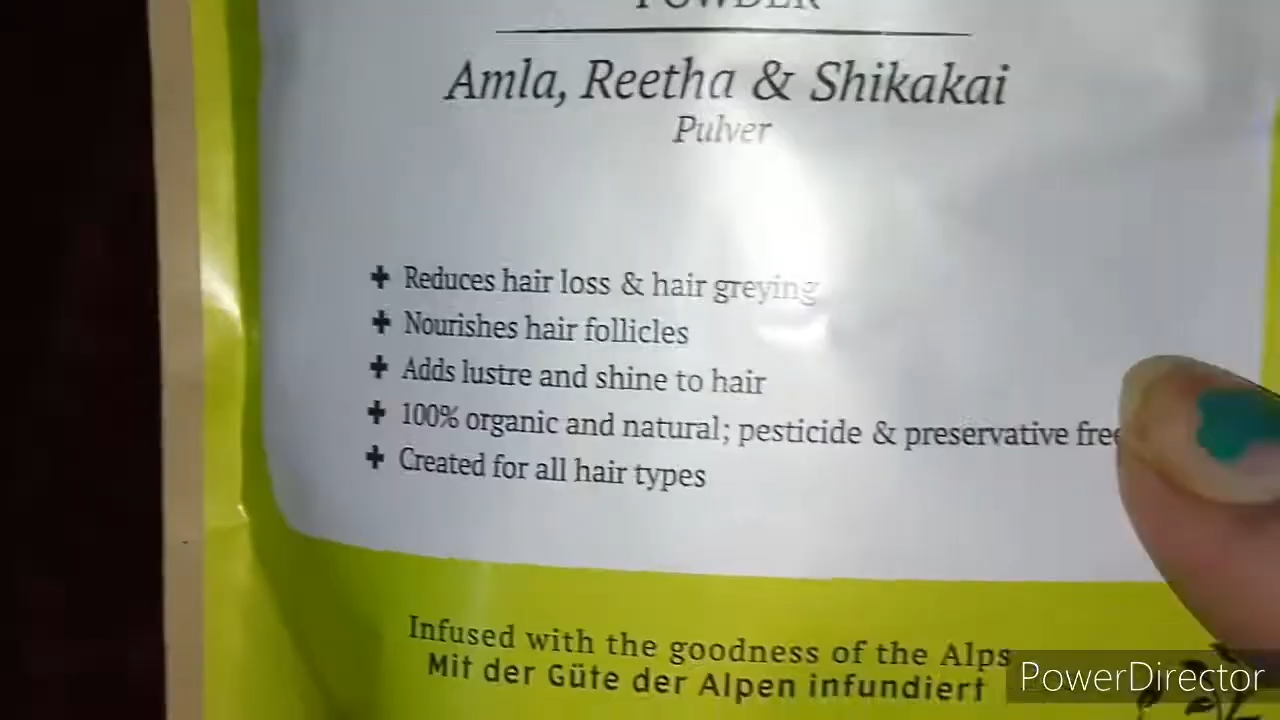 POWDER
Amla, Reetha & Shikakai
Pulver
+ Reduces hair loss & hair greying
+ Nourishes hair follicles
+ Adds lustre and shine to hair
+ 100% organic and natural; pesticide & preservative free
+ Created for all hair types
Infused with the goodness of the Alps
Mit der Güte der Alpen infundiert
PowerDirector